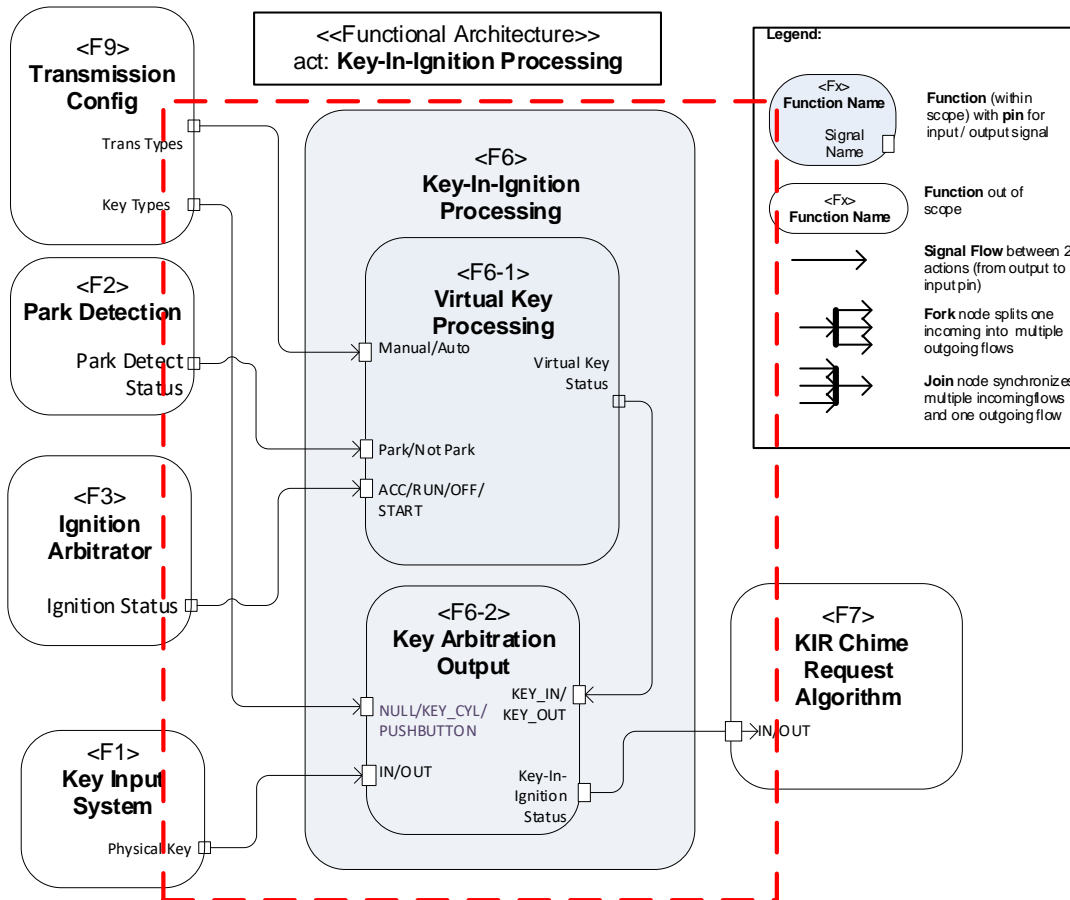 <<Functional Architecture>>
act: Key-In-Ignition Processing
<F9>
Transmission
Config
Trans Types
Key Types
<F2>
Park Detection
Park Detect
Status
<F3>
Ignition
Arbitrator
Ignition Status
<F1>
Key Input
System
Physical Key
<F6>
Key-In-Ignition
Processing
<F6-1>
Virtual Key
Processing
Manual/Auto
Virtual Key
Status
Park/Not Park
ACC/RUN/OFF/
START
<F6-2>
Key Arbitration
Output
KEY_IN/
KEY_OUT
NULL/KEY_CYL/
PUSHBUTTON
IN/OUT
Key-In-
Ignition
Status
<F7>
KIR Chime
Request
Algorithm
IN/OUT
Legend:
<Fx>
Function Name
Signal
Name
Function (within
scope) with pin for
input / output signal
<Fx>
Function Name
Function out of
scope
Signal Flow between 2
actions (from output to
input pin)
Fork node splits one
incoming into multiple
outgoing flows
Join node synchronizes
multiple incomingflows
and one outgoing flow